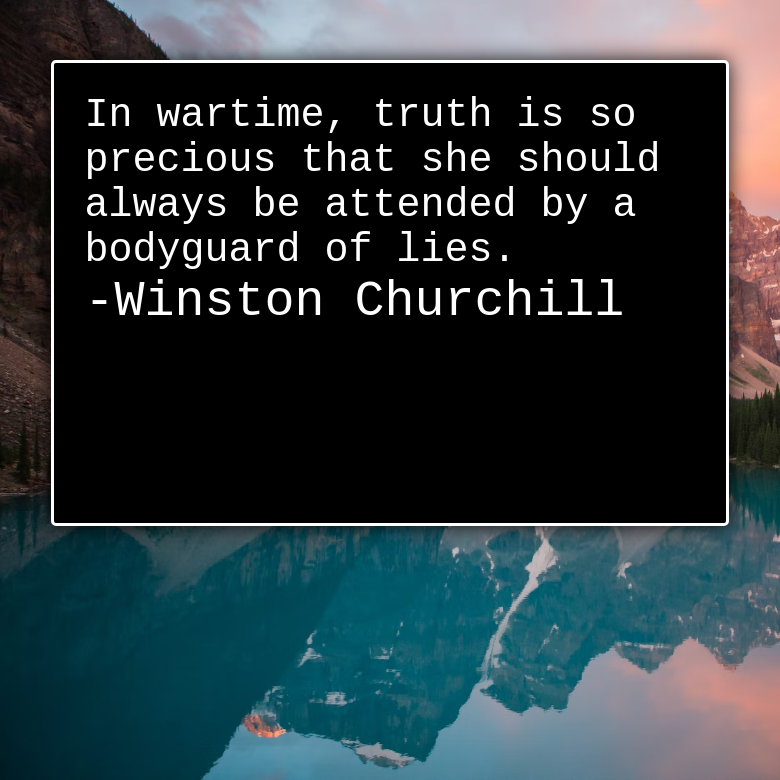 In wartime, truth is so
precious that she should
always be attended by a
bodyguard of lies.
-Winston Churchill